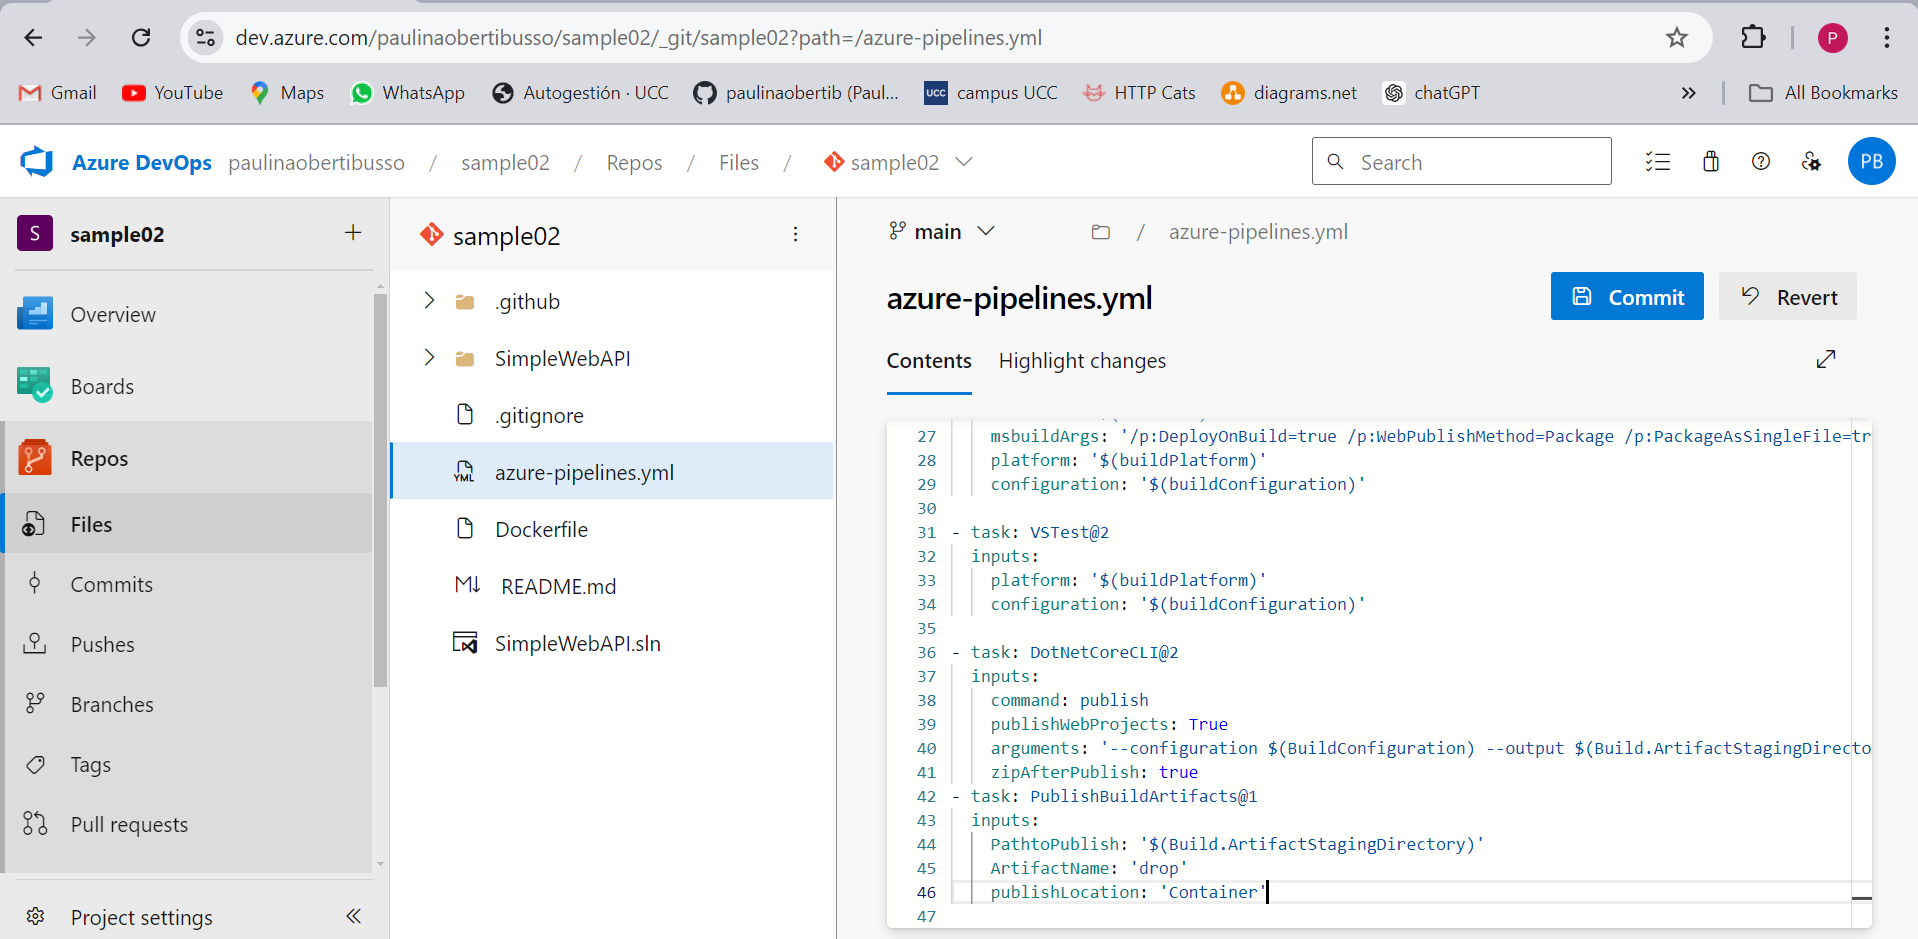 dev.azure.com/paulinaobertibusso/sample02/_git/sample02?path=/azure-pipelines.yml
P
Gmail YouTube Maps WhatsApp Autogestión · UCC paulinaobertib (Paul... UCC campus UCC HTTP Cats diagrams.net chatGPT » All Bookmarks
Azure DevOps paulinaobertibusso / sample02 / Repos / Files / sample02
Search
PB
S sample02 +
Overview
Boards
Repos
Files
Commits
Pushes
Branches
Tags
Pull requests
Project settings
sample02
.github
SimpleWebAPI
.gitignore
YML azure-pipelines.yml
Dockerfile
M↓ README.md
SimpleWebAPI.sln
main / azure-pipelines.yml
azure-pipelines.yml
Commit Revert
Contents Highlight changes
27 msbuildArgs: '/p:DeployOnBuild=true /p:WebPublishMethod=Package /p:PackageAsSingleFile=tr
28 platform: '$(buildPlatform)'
29 configuration: '$(buildConfiguration)'
30
31 - task: VSTest@2
32 inputs:
33 platform: '$(buildPlatform)'
34 configuration: '$(buildConfiguration)'
35
36 - task: DotNetCoreCLI@2
37 inputs:
38 command: publish
39 publishWebProjects: True
40 arguments: '--configuration $(BuildConfiguration) --output $(Build.ArtifactStagingDirecto
41 zipAfterPublish: true
42 - task: PublishBuildArtifacts@1
43 inputs:
44 PathtoPublish: '$(Build.ArtifactStagingDirectory)'
45 ArtifactName: 'drop'
46 publishLocation: 'Container'
47